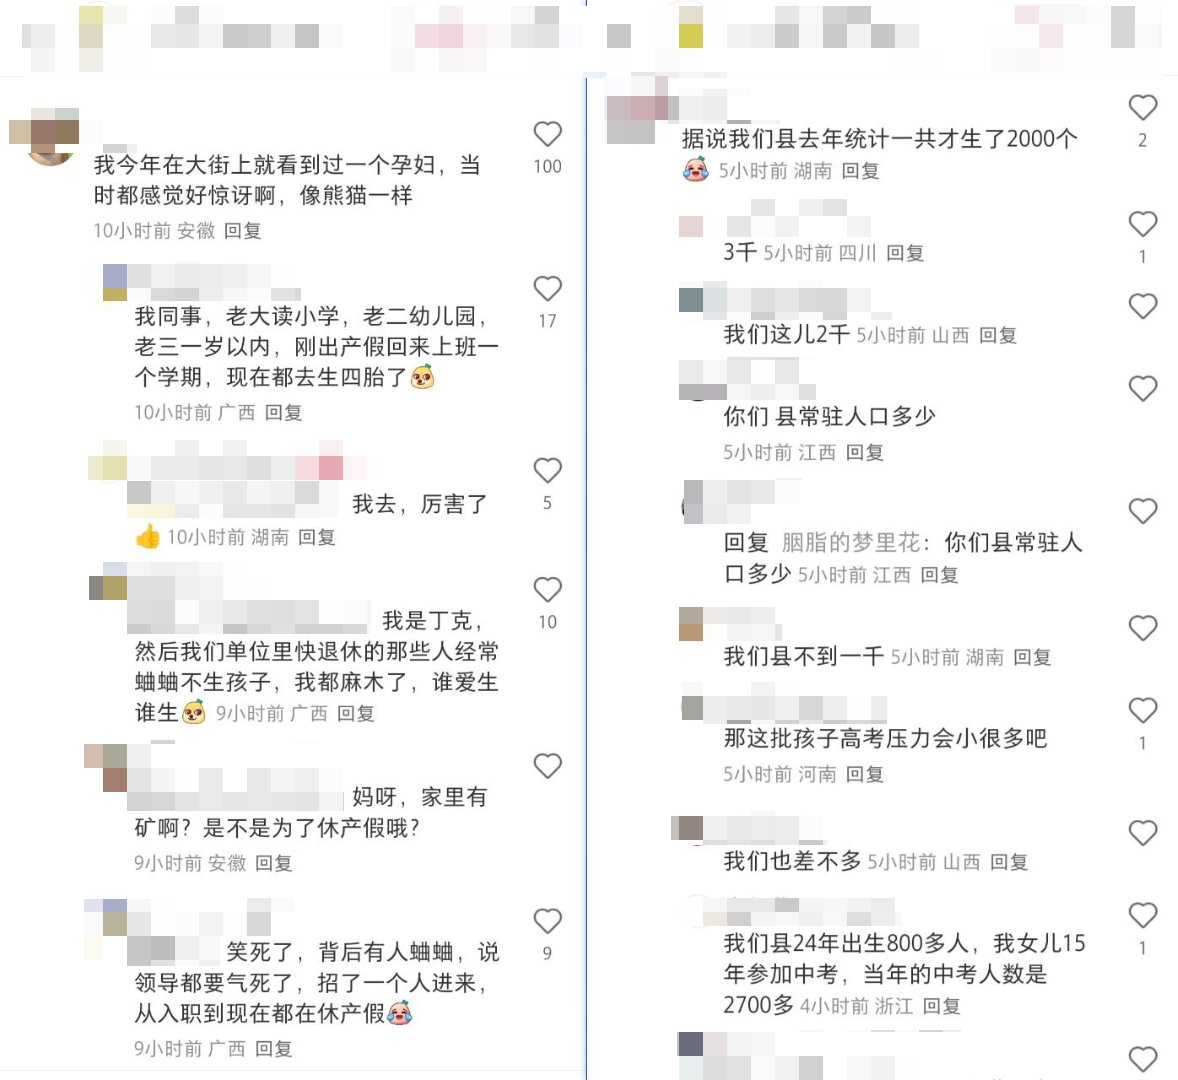 我今年在大街上就看到过一个孕妇，当
时都感觉好惊讶啊，像熊猫一样
10小时前 安徽 回复
100
我同事，老大读小学，老二幼儿园，
老三一岁以内，刚出产假回来上班一
个学期，现在都去生四胎了
10小时前 广西 回复
17
我去，厉害了
10小时前 湖南 回复
5
我是丁克，
然后我们单位里快退休的那些人经常
蛐蛐不生孩子，我都麻木了，谁爱生
谁生 9小时前 广西 回复
10
妈呀，家里有
矿啊？是不是为了休产假哦？
9小时前 安徽 回复
笑死了，背后有人蛐蛐，说
领导都要气死了，招了一个人进来，
从入职到现在都在休产假
9小时前 广西 回复
9
据说我们县去年统计一共才生了2000个
5小时前 湖南 回复
2
3千 5小时前 四川 回复
1
我们这儿2千 5小时前 山西 回复
你们 县常驻人口多少
5小时前 江西 回复
回复 胭脂的梦里花：你们县常驻人
口多少 5小时前 江西 回复
我们县不到一千 5小时前 湖南 回复
那这批孩子高考压力会小很多吧
5小时前 河南 回复
1
我们也差不多 5小时前 山西 回复
我们县24年出生800多人，我女儿15
年参加中考，当年的中考人数是
2700多 4小时前 浙江 回复
1